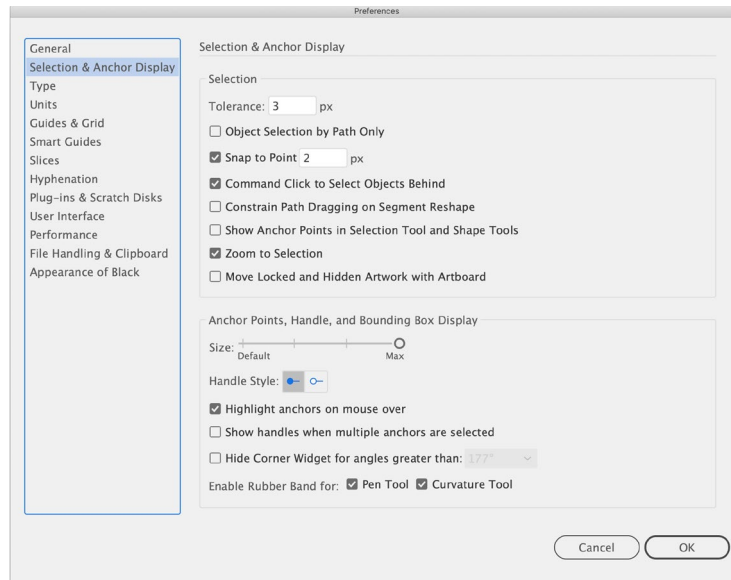 Preferences
General
Selection & Anchor Display
Type
Units
Guides & Grid
Smart Guides
Slices
Hyphenation
Plug-ins & Scratch Disks
User Interface
Performance
File Handling & Clipboard
Appearance of Black
Selection & Anchor Display
Selection
Tolerance: 3 px
Object Selection by Path Only
Snap to Point 2 px
Command Click to Select Objects Behind
Constrain Path Dragging on Segment Reshape
Show Anchor Points in Selection Tool and Shape Tools
Zoom to Selection
Move Locked and Hidden Artwork with Artboard
Anchor Points, Handle, and Bounding Box Display
Size:
Default Max
Handle Style:
Highlight anchors on mouse over
Show handles when multiple anchors are selected
Hide Corner Widget for angles greater than: 177°
Enable Rubber Band for: Pen Tool Curvature Tool
Cancel OK